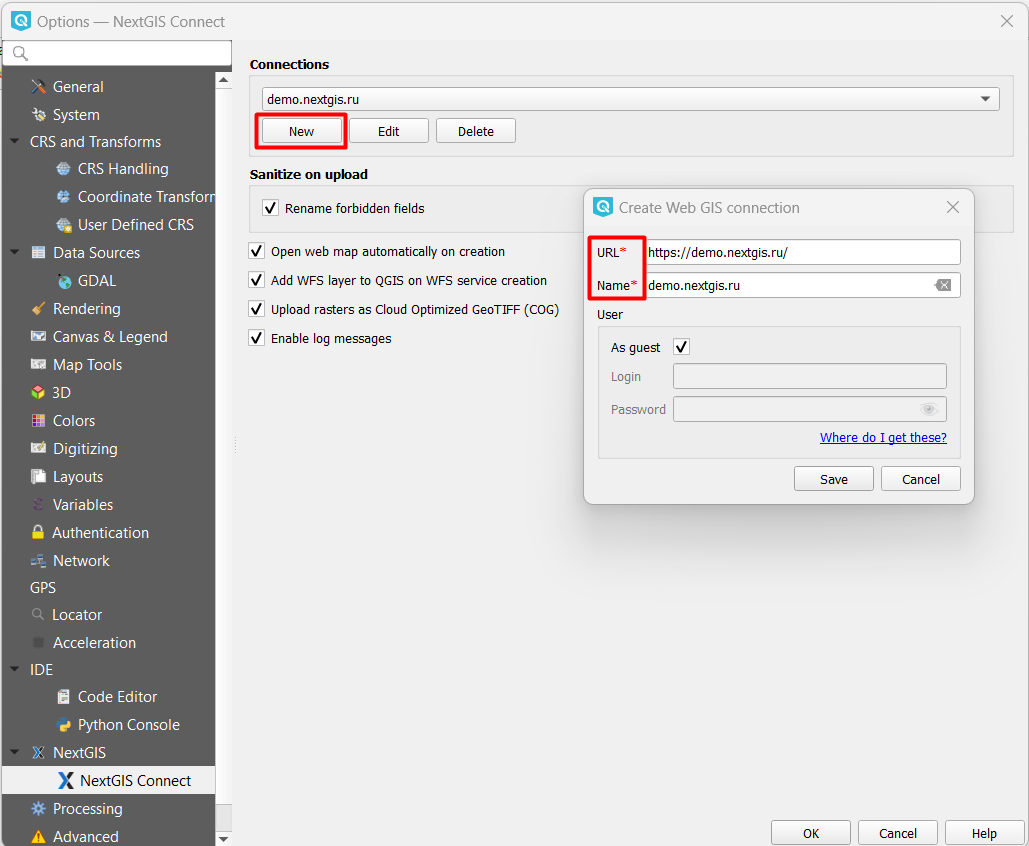 Options — NextGIS Connect
General
System
CRS and Transforms
CRS Handling
Coordinate Transforr
User Defined CRS
Data Sources
GDAL
Rendering
Canvas & Legend
Map Tools
3D
Colors
Digitizing
Layouts
Variables
Authentication
Network
GPS
Locator
Acceleration
IDE
Code Editor
Python Console
NextGIS
NextGIS Connect
Processing
Advanced
Connections
demo.nextgis.ru
New Edit Delete
Sanitize on upload
Rename forbidden fields
Open web map automatically on creation
Add WFS layer to QGIS on WFS service creation
Upload rasters as Cloud Optimized GeoTIFF (COG)
Enable log messages
Create Web GIS connection
URL* https://demo.nextgis.ru/
Name* demo.nextgis.ru
User
As guest
Login
Password
Where do I get these?
Save Cancel
OK Cancel Help